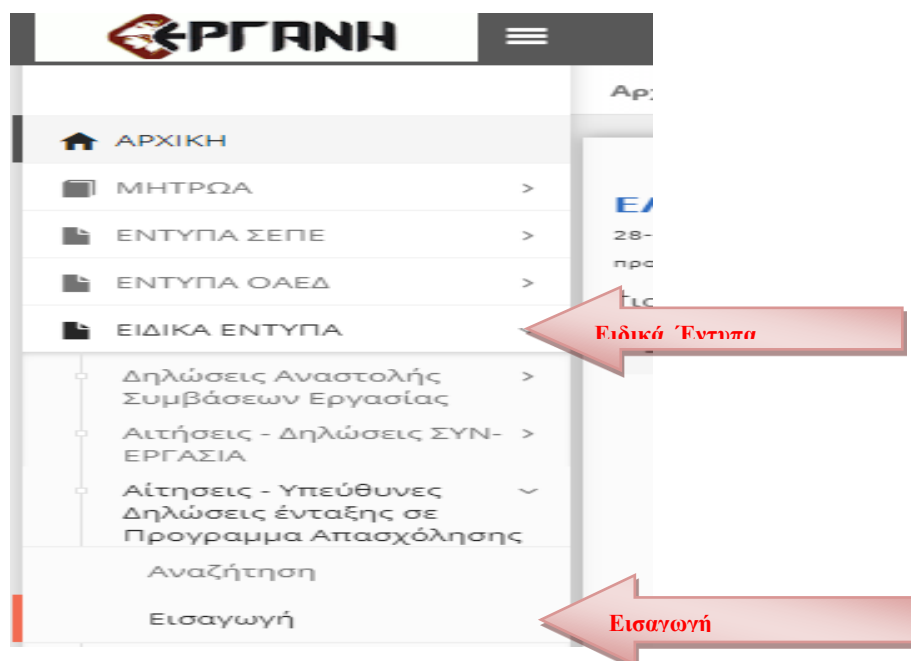 ΕΡΓΑΝΗ
ΑΡΧΙΚΗ
ΜΗΤΡΩΑ
ΕΝΤΥΠΑ ΣΕΠΕ
28-
ΕΝΤΥΠΑ ΟΑΕΔ
ΕΙΔΙΚΑ ΕΝΤΥΠΑ
Ειδικά Έντυπα
Δηλώσεις Αναστολής
Συμβάσεων Εργασίας
Αιτήσεις - Δηλώσεις ΣΥΝ-
ΕΡΓΑΣΙΑ
Αίτησεις - Υπεύθυνες
Δηλώσεις ένταξης σε
Προγραμμα Απασχόλησης
Αναζήτηση
Εισαγωγή
Εισαγωγή